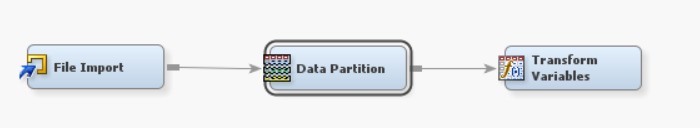 File Import
Data Partition
Transform
Variables